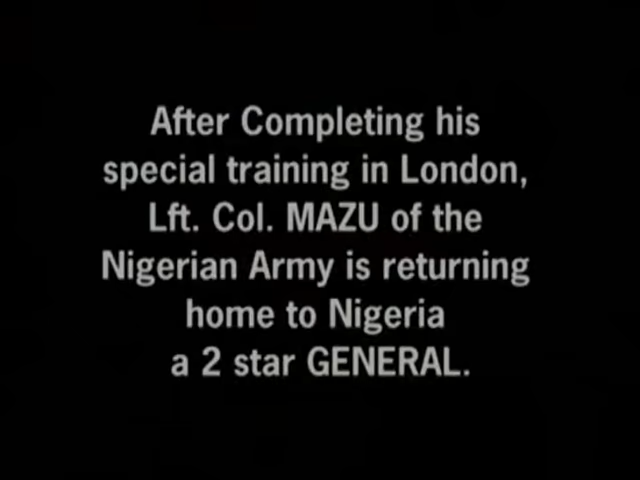 After Completing his
special training in London,
Lft. Col. MAZU of the
Nigerian Army is returning
home to Nigeria
a 2 star GENERAL.